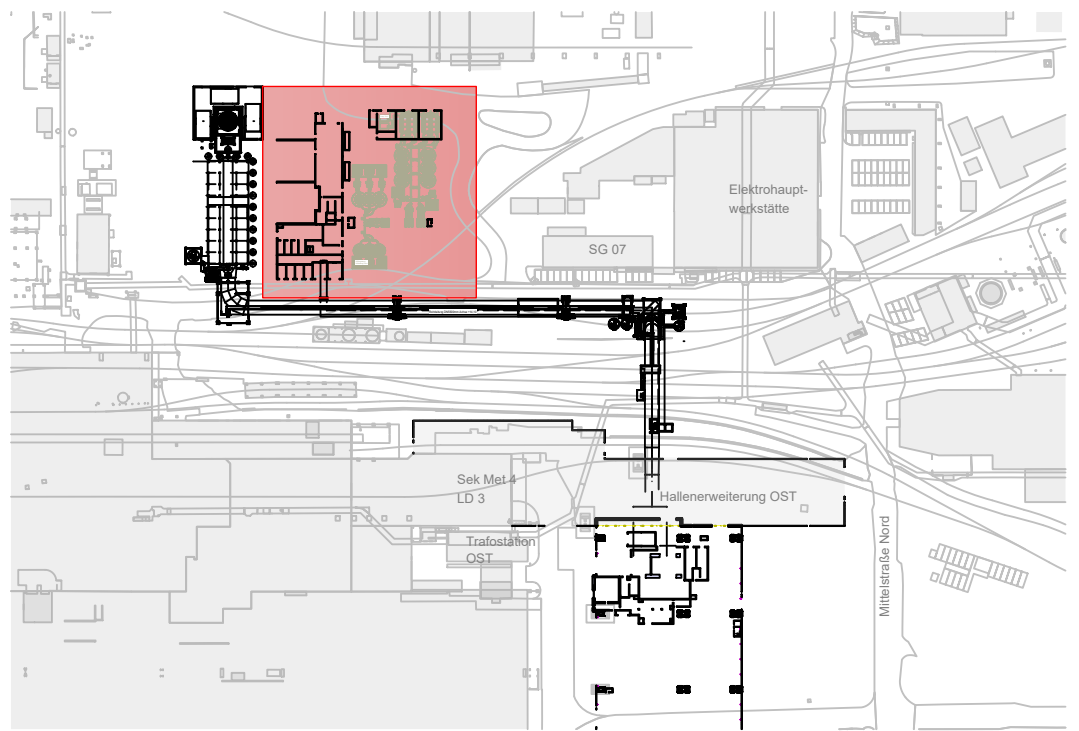 Elektrohaupt-
werkstätte
SG 07
Sek Met 4
LD 3
Hallenerweiterung OST
Trafostation
OST
Mittelstraße Nord